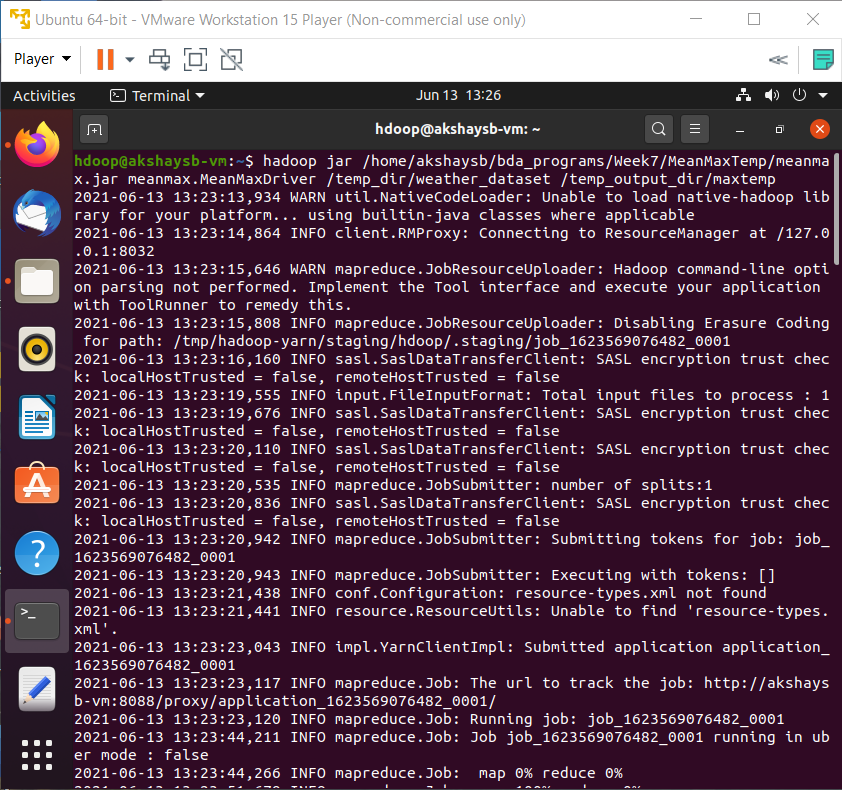 Ubuntu 64-bit - VMware Workstation 15 Player (Non-commercial use only)
Player
Activities Terminal Jun 13 13:26
hdoop@akshaysb-vm: ~
hdoop@akshaysb-vm:~$ hadoop jar /home/akshaysb/bda_programs/Week7/MeanMaxTemp/meanma
x.jar meanmax.MeanMaxDriver /temp_dir/weather_dataset /temp_output_dir/maxtemp
2021-06-13 13:23:13,934 WARN util.NativeCodeLoader: Unable to load native-hadoop lib
rary for your platform... using builtin-java classes where applicable
2021-06-13 13:23:14,864 INFO client.RMProxy: Connecting to ResourceManager at /127.0
.0.1:8032
2021-06-13 13:23:15,646 WARN mapreduce.JobResourceUploader: Hadoop command-line opti
on parsing not performed. Implement the Tool interface and execute your application
with ToolRunner to remedy this.
2021-06-13 13:23:15,808 INFO mapreduce.JobResourceUploader: Disabling Erasure Coding
 for path: /tmp/hadoop-yarn/staging/hdoop/.staging/job_1623569076482_0001
2021-06-13 13:23:16,160 INFO sasl.SaslDataTransferClient: SASL encryption trust chec
k: localHostTrusted = false, remoteHostTrusted = false
2021-06-13 13:23:19,555 INFO input.FileInputFormat: Total input files to process : 1
2021-06-13 13:23:19,676 INFO sasl.SaslDataTransferClient: SASL encryption trust chec
k: localHostTrusted = false, remoteHostTrusted = false
2021-06-13 13:23:20,110 INFO sasl.SaslDataTransferClient: SASL encryption trust chec
k: localHostTrusted = false, remoteHostTrusted = false
2021-06-13 13:23:20,535 INFO mapreduce.JobSubmitter: number of splits:1
2021-06-13 13:23:20,836 INFO sasl.SaslDataTransferClient: SASL encryption trust chec
k: localHostTrusted = false, remoteHostTrusted = false
2021-06-13 13:23:20,942 INFO mapreduce.JobSubmitter: Submitting tokens for job: job_
1623569076482_0001
2021-06-13 13:23:20,943 INFO mapreduce.JobSubmitter: Executing with tokens: []
2021-06-13 13:23:21,438 INFO conf.Configuration: resource-types.xml not found
2021-06-13 13:23:21,441 INFO resource.ResourceUtils: Unable to find 'resource-types.
xml'.
2021-06-13 13:23:23,043 INFO impl.YarnClientImpl: Submitted application application_
1623569076482_0001
2021-06-13 13:23:23,117 INFO mapreduce.Job: The url to track the job: http://akshays
b-vm:8088/proxy/application_1623569076482_0001/
2021-06-13 13:23:23,120 INFO mapreduce.Job: Running job: job_1623569076482_0001
2021-06-13 13:23:44,211 INFO mapreduce.Job: Job job_1623569076482_0001 running in ub
er mode : false
2021-06-13 13:23:44,266 INFO mapreduce.Job:  map 0% reduce 0%